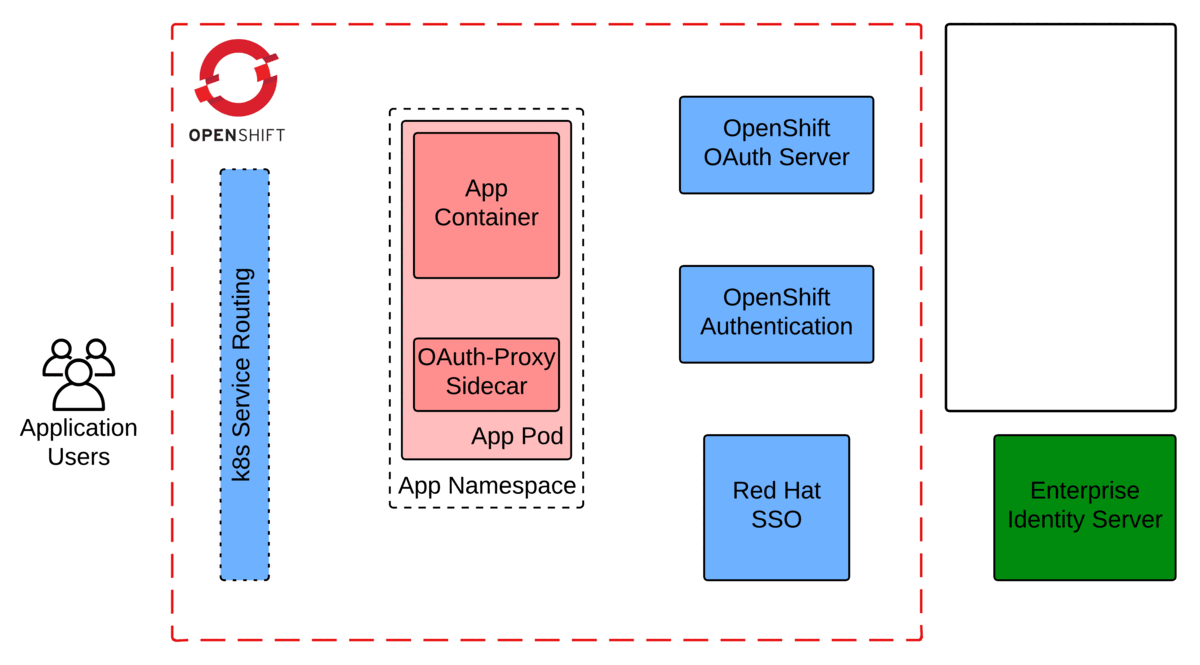 OPENSHIFT
k8s Service Routing
Application
Users
App
Container
OAuth-Proxy
Sidecar
App Pod
App Namespace
OpenShift
OAuth Server
OpenShift
Authentication
Red Hat
SSO
Enterprise
Identity Server